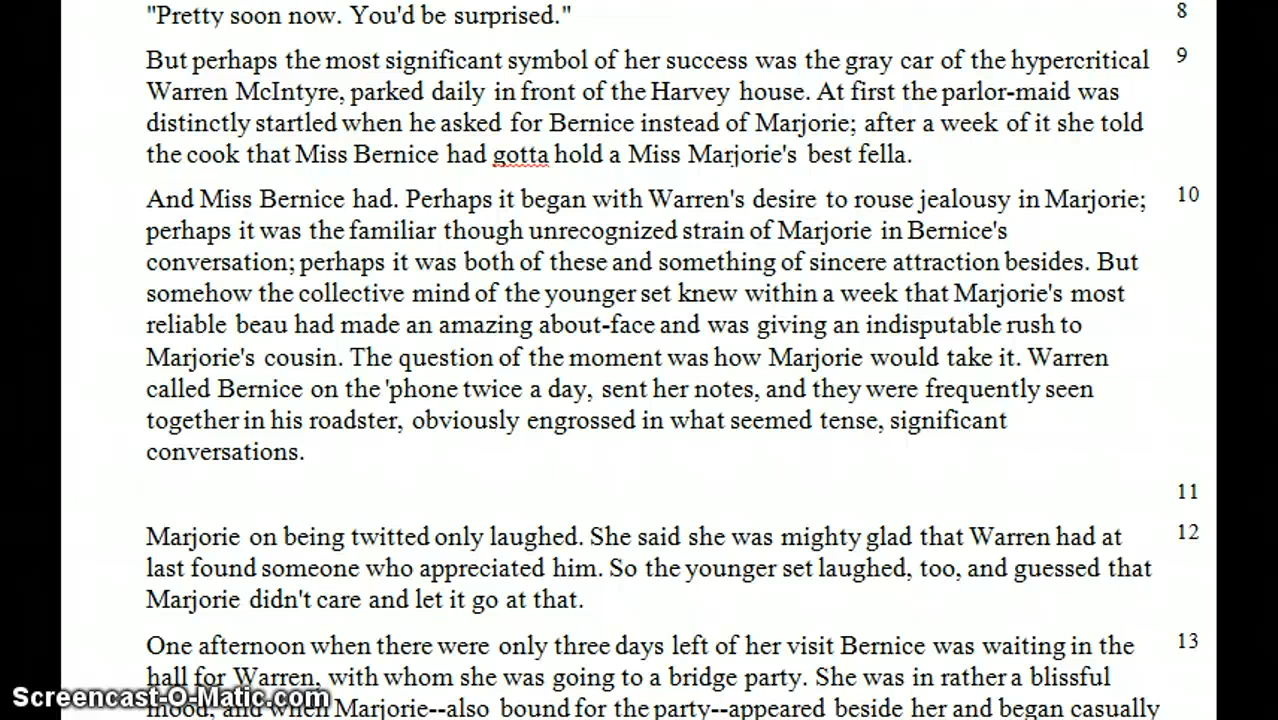 "Pretty soon now. You'd be surprised." 8
But perhaps the most significant symbol of her success was the gray car of the hypercritical 9
Warren McIntyre, parked daily in front of the Harvey house. At first the parlor-maid was
distinctly startled when he asked for Bernice instead of Marjorie; after a week of it she told
the cook that Miss Bernice had gotta hold a Miss Marjorie's best fella.
And Miss Bernice had. Perhaps it began with Warren's desire to rouse jealousy in Marjorie; 10
perhaps it was the familiar though unrecognized strain of Marjorie in Bernice's
conversation; perhaps it was both of these and something of sincere attraction besides. But
somehow the collective mind of the younger set knew within a week that Marjorie's most
reliable beau had made an amazing about-face and was giving an indisputable rush to
Marjorie's cousin. The question of the moment was how Marjorie would take it. Warren
called Bernice on the 'phone twice a day, sent her notes, and they were frequently seen
together in his roadster, obviously engrossed in what seemed tense, significant
conversations.
11
Marjorie on being twitted only laughed. She said she was mighty glad that Warren had at 12
last found someone who appreciated him. So the younger set laughed, too, and guessed that
Marjorie didn't care and let it go at that.
One afternoon when there were only three days left of her visit Bernice was waiting in the 13
hall for Warren, with whom she was going to a bridge party. She was in rather a blissful
mood, and when Marjorie--also bound for the party--appeared beside her and began casually
Screencast-O-Matic.com